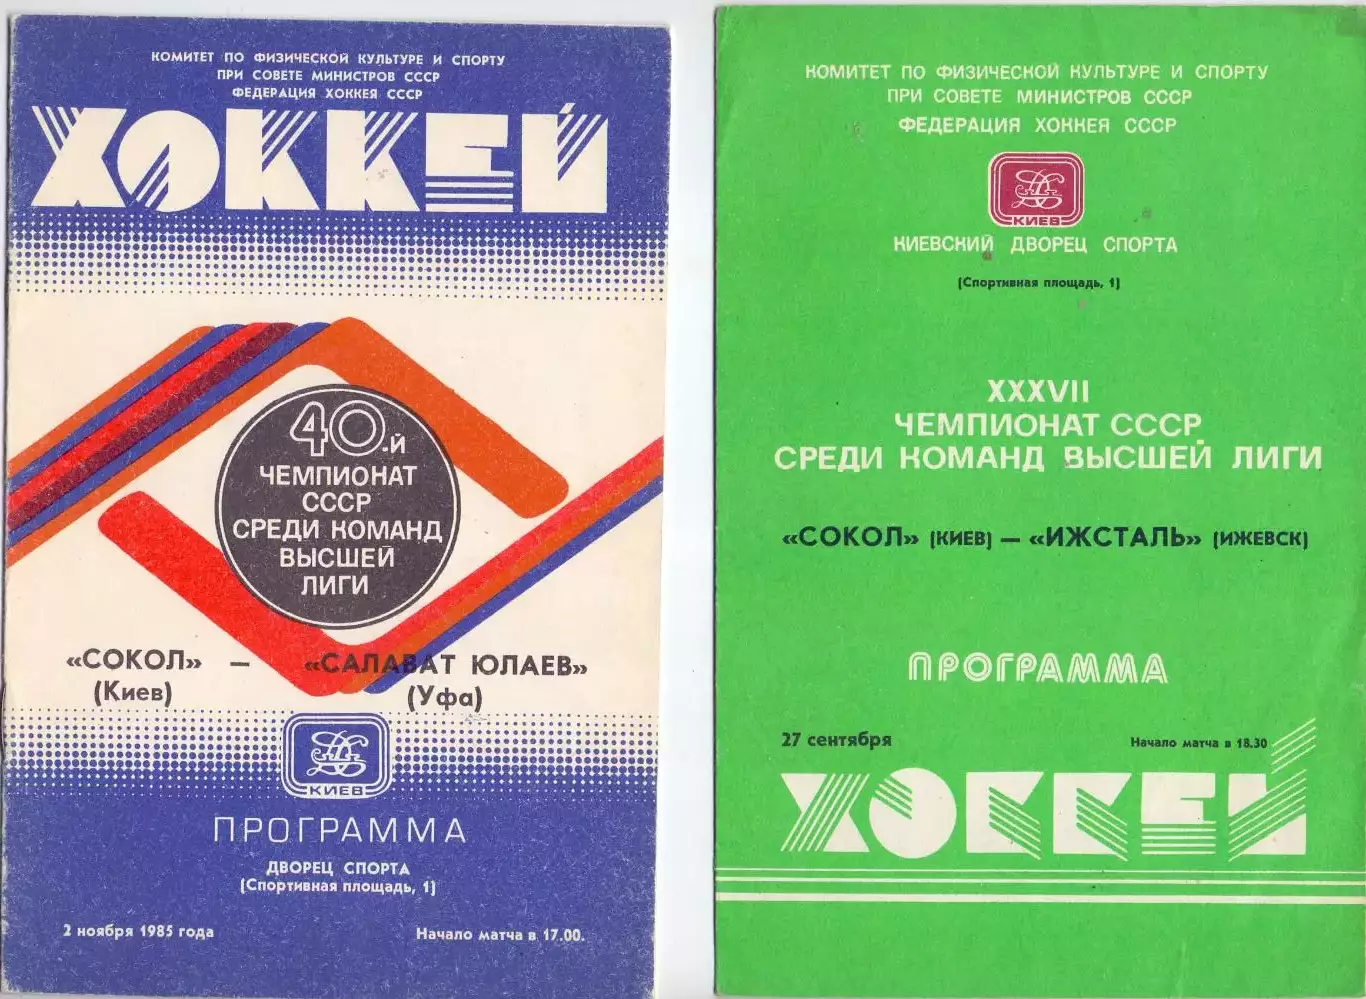 КОМИТЕТ ПО ФИЗИЧЕСКОЙ КУЛЬТУРЕ И СПОРТУ
ПРИ СОВЕТЕ МИНИСТРОВ СССР
ФЕДЕРАЦИЯ ХОККЕЯ СССР
ХОККЕЙ
40-й
ЧЕМПИОНАТ
СССР
СРЕДИ КОМАНД
ВЫСШЕЙ
ЛИГИ
«СОКОЛ» — «САЛАВАТ ЮЛАЕВ»
(Киев) (Уфа)
КИЕВ
ПРОГРАММА
ДВОРЕЦ СПОРТА
(Спортивная площадь, 1)
2 ноября 1985 года Начало матча в 17.00.
КОМИТЕТ ПО ФИЗИЧЕСКОЙ КУЛЬТУРЕ И СПОРТУ
ПРИ СОВЕТЕ МИНИСТРОВ СССР
ФЕДЕРАЦИЯ ХОККЕЯ СССР
КИЕВ
КИЕВСКИЙ ДВОРЕЦ СПОРТА
(Спортивная площадь, 1)
XXXVII
ЧЕМПИОНАТ СССР
СРЕДИ КОМАНД ВЫСШЕЙ ЛИГИ
«СОКОЛ» (КИЕВ) — «ИЖСТАЛЬ» (ИЖЕВСК)
ПРОГРАММА
27 сентября Начало матча в 18.30
ХОККЕЙ